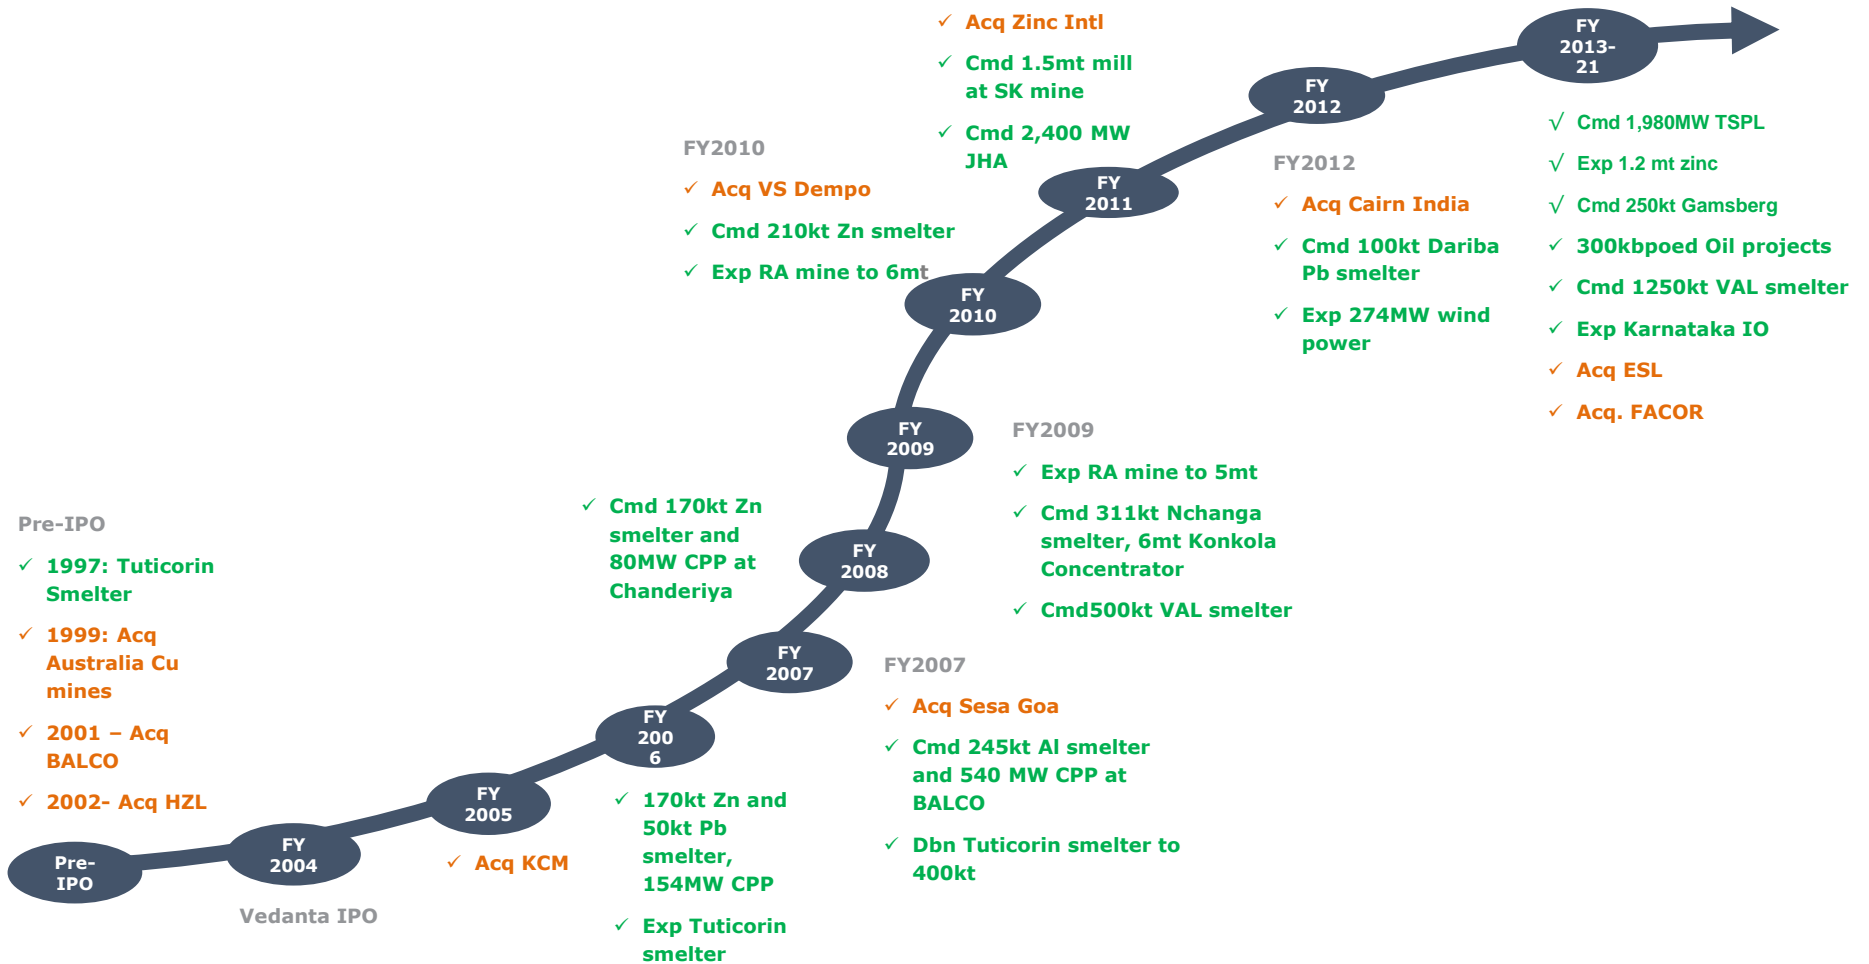 Pre-IPO
✓ 1997: Tuticorin
Smelter
✓ 1999: Acq
Australia Cu
mines
✓ 2001 – Acq
BALCO
✓ 2002- Acq HZL
Pre-
IPO
FY
2004
Vedanta IPO
FY
2005
✓ Acq KCM
FY
200
6
✓ 170kt Zn and
50kt Pb
smelter,
154MW CPP
✓ Exp Tuticorin
smelter
FY
2007
FY2007
✓ Acq Sesa Goa
✓ Cmd 245kt Al smelter
and 540 MW CPP at
BALCO
✓ Dbn Tuticorin smelter to
400kt
✓ Cmd 170kt Zn
smelter and
80MW CPP at
Chanderiya
FY
2008
FY
2009
FY2009
✓ Exp RA mine to 5mt
✓ Cmd 311kt Nchanga
smelter, 6mt Konkola
Concentrator
✓ Cmd500kt VAL smelter
FY2010
✓ Acq VS Dempo
✓ Cmd 210kt Zn smelter
✓ Exp RA mine to 6mt
FY
2010
✓ Acq Zinc Intl
✓ Cmd 1.5mt mill
at SK mine
✓ Cmd 2,400 MW
JHA
FY
2011
FY
2012
FY2012
✓ Acq Cairn India
✓ Cmd 100kt Dariba
Pb smelter
✓ Exp 274MW wind
power
FY
2013-
21
√ Cmd 1,980MW TSPL
√ Exp 1.2 mt zinc
√ Cmd 250kt Gamsberg
✓ 300kbpoed Oil projects
✓ Cmd 1250kt VAL smelter
✓ Exp Karnataka IO
✓ Acq ESL
✓ Acq. FACOR